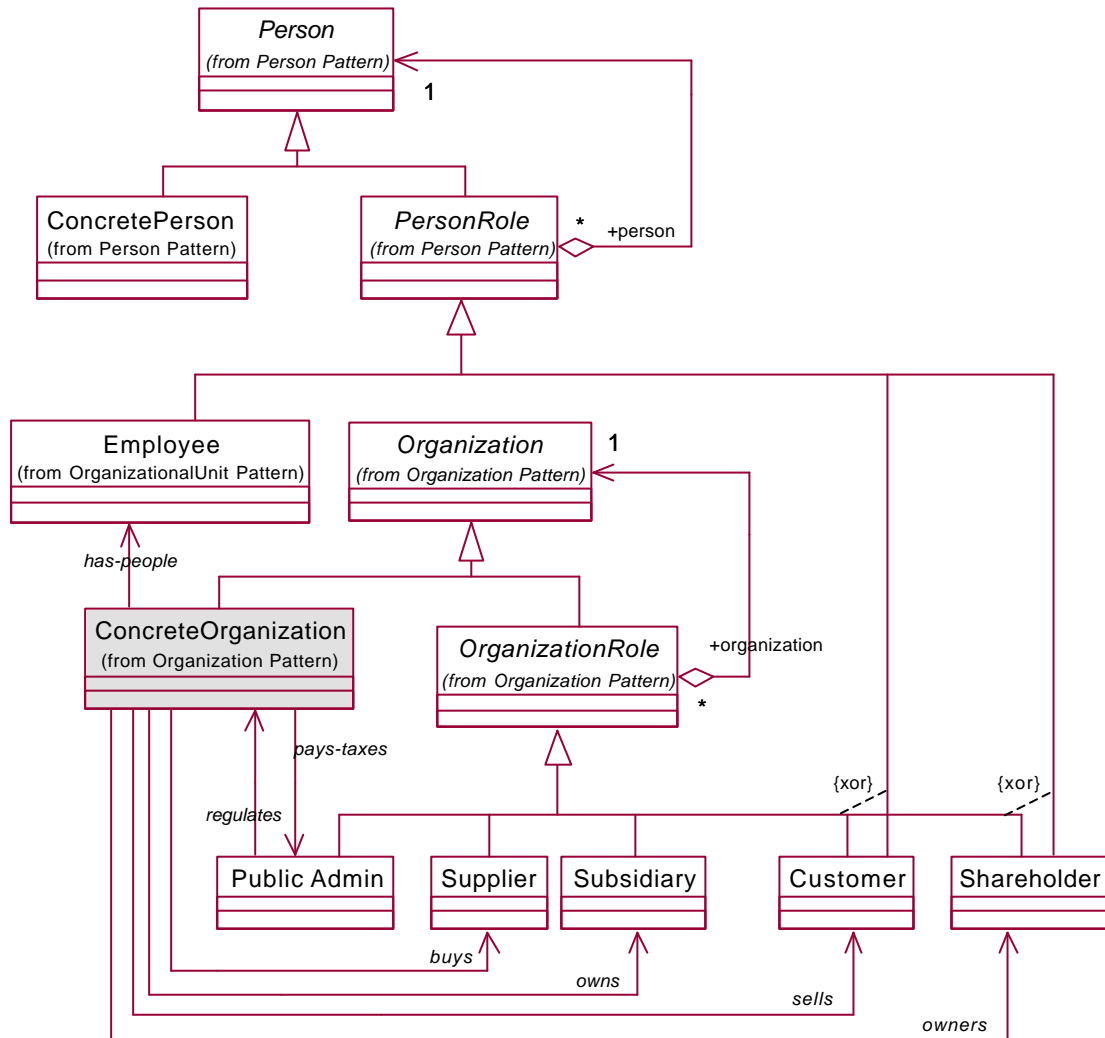 Person
(from Person Pattern)
1
ConcretePerson
(from Person Pattern)
PersonRole
(from Person Pattern)
*
+person
Employee
(from OrganizationalUnit Pattern)
Organization
(from Organization Pattern)
1
has-people
ConcreteOrganization
(from Organization Pattern)
OrganizationRole
(from Organization Pattern)
+organization
*
pays-taxes
regulates
{xor}
{xor}
Public Admin
Supplier
Subsidiary
Customer
Shareholder
buys
owns
sells
owners